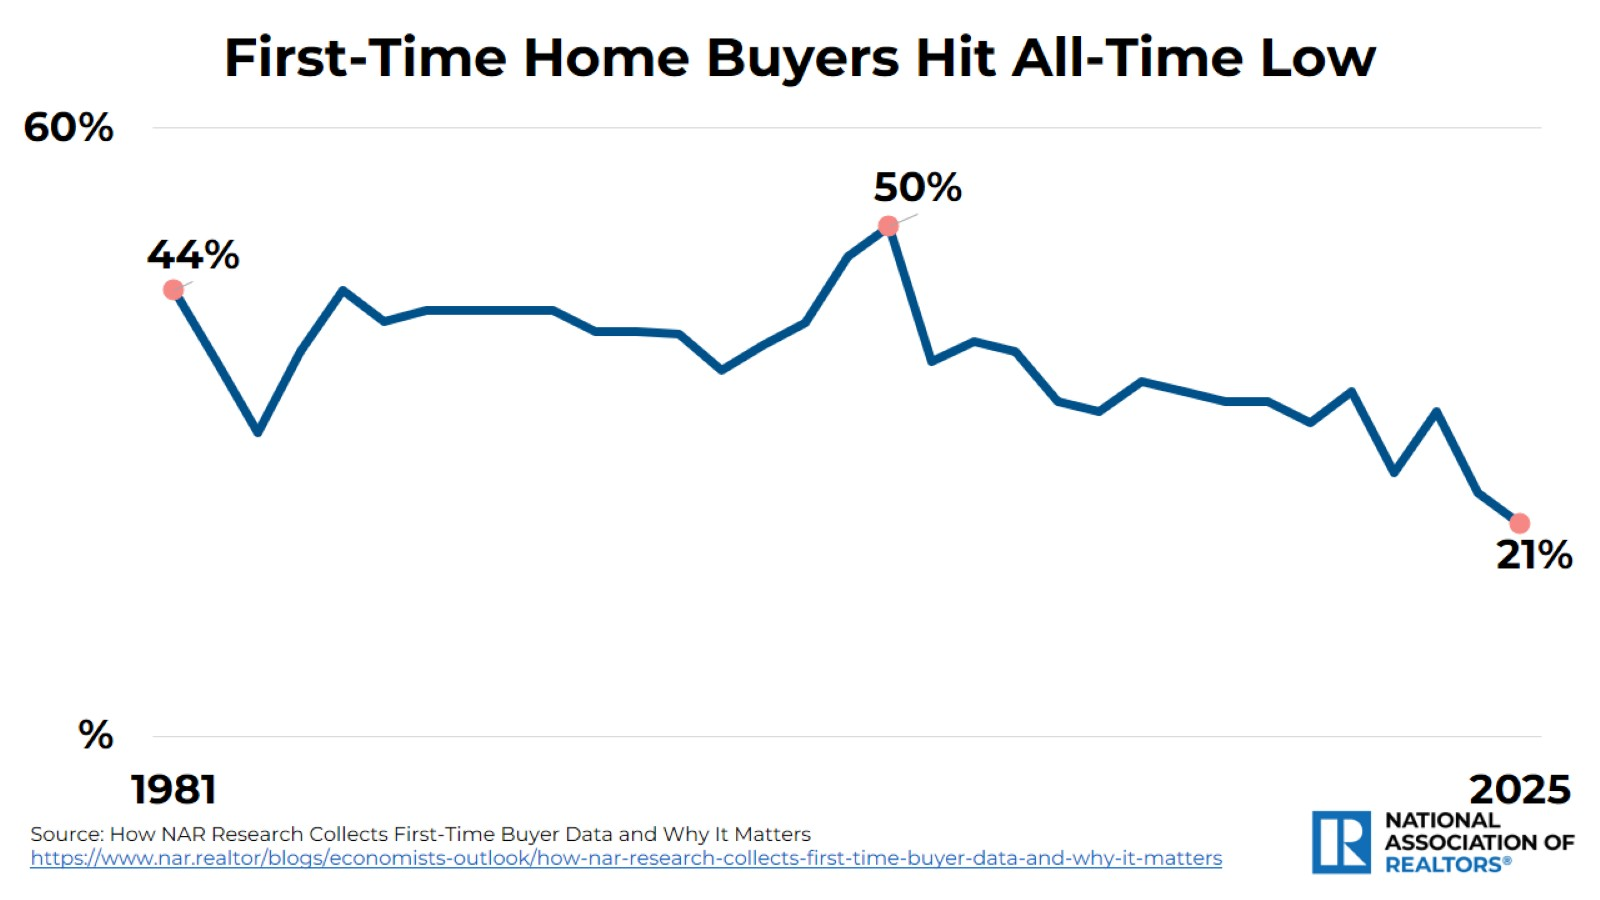 First-Time Home Buyers Hit All-Time Low
60%
50%
44%
21%
%
1981
2025
Source: How NAR Research Collects First-Time Buyer Data and Why It Matters
https://www.nar.realtor/blogs/economists-outlook/how-nar-research-collects-first-time-buyer-data-and-why-it-matters
R
NATIONAL
ASSOCIATION OF
REALTORS®